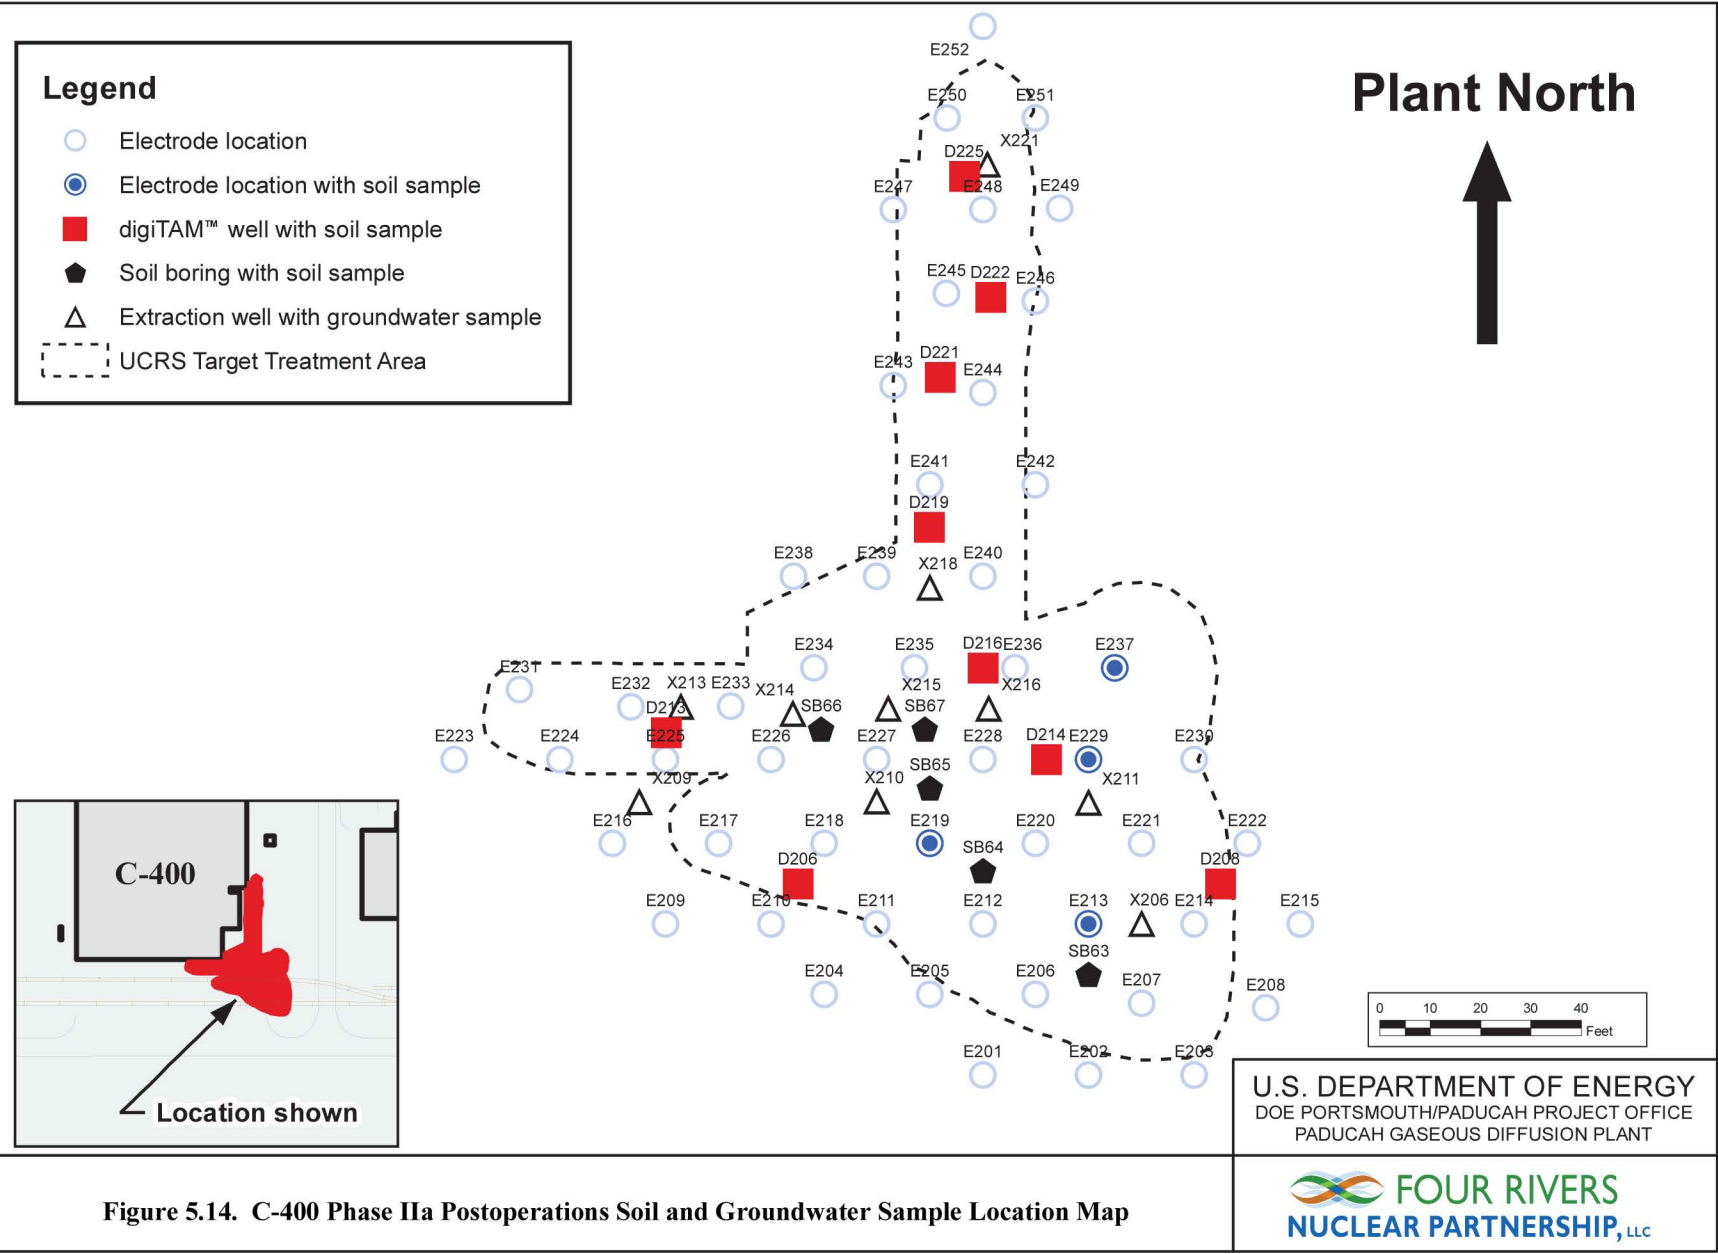 E252
Legend
Electrode location
Electrode location with soil sample
digiTAM™ well with soil sample
Soil boring with soil sample
Extraction well with groundwater sample
UCRS Target Treatment Area
Plant North
E250 E251
X221
D225
E247 E248 E249
E245 D222 E246
D221
E243 E244
E241 E242
D219
E238 E239 E240
X218
E234 E235 D216 E236 E237
E231
E232 X213 E233 X214 X215 X216
D213 SB66 SB67
E223 E224 E225 E226 E227 E228 D214 E229 E230
SB65
X209 X210 X211
E216 E217 E218 E219 E220 E221 E222
SB64
D206 D208
E209 E210 E211 E212 E213 X206 E214 E215
SB63
E204 E205 E206 E207 E208
E201 E202 E203
C-400
Location shown
0 10 20 30 40
Feet
U.S. DEPARTMENT OF ENERGY
DOE PORTSMOUTH/PADUCAH PROJECT OFFICE
PADUCAH GASEOUS DIFFUSION PLANT
Figure 5.14. C-400 Phase IIa Postoperations Soil and Groundwater Sample Location Map
FOUR RIVERS
NUCLEAR PARTNERSHIP, LLC